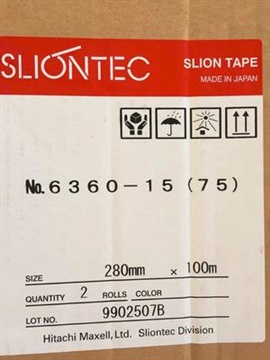 SLIONTEC
SLION TAPE
MADE IN JAPAN
No. 6360-15 (75)
SIZE 280mm × 100m
QUANTITY 2 ROLLS COLOR
LOT NO. 9902507B
Hitachi Maxell, Ltd. Sliontec Division